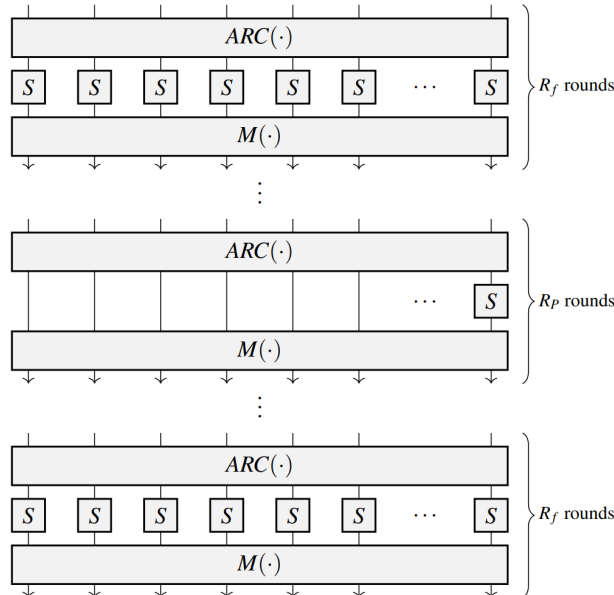 ARC(·)
S S S S S S ··· S
R_f rounds
M(·)
⋮
ARC(·)
··· S
R_P rounds
M(·)
⋮
ARC(·)
S S S S S S ··· S
R_f rounds
M(·)